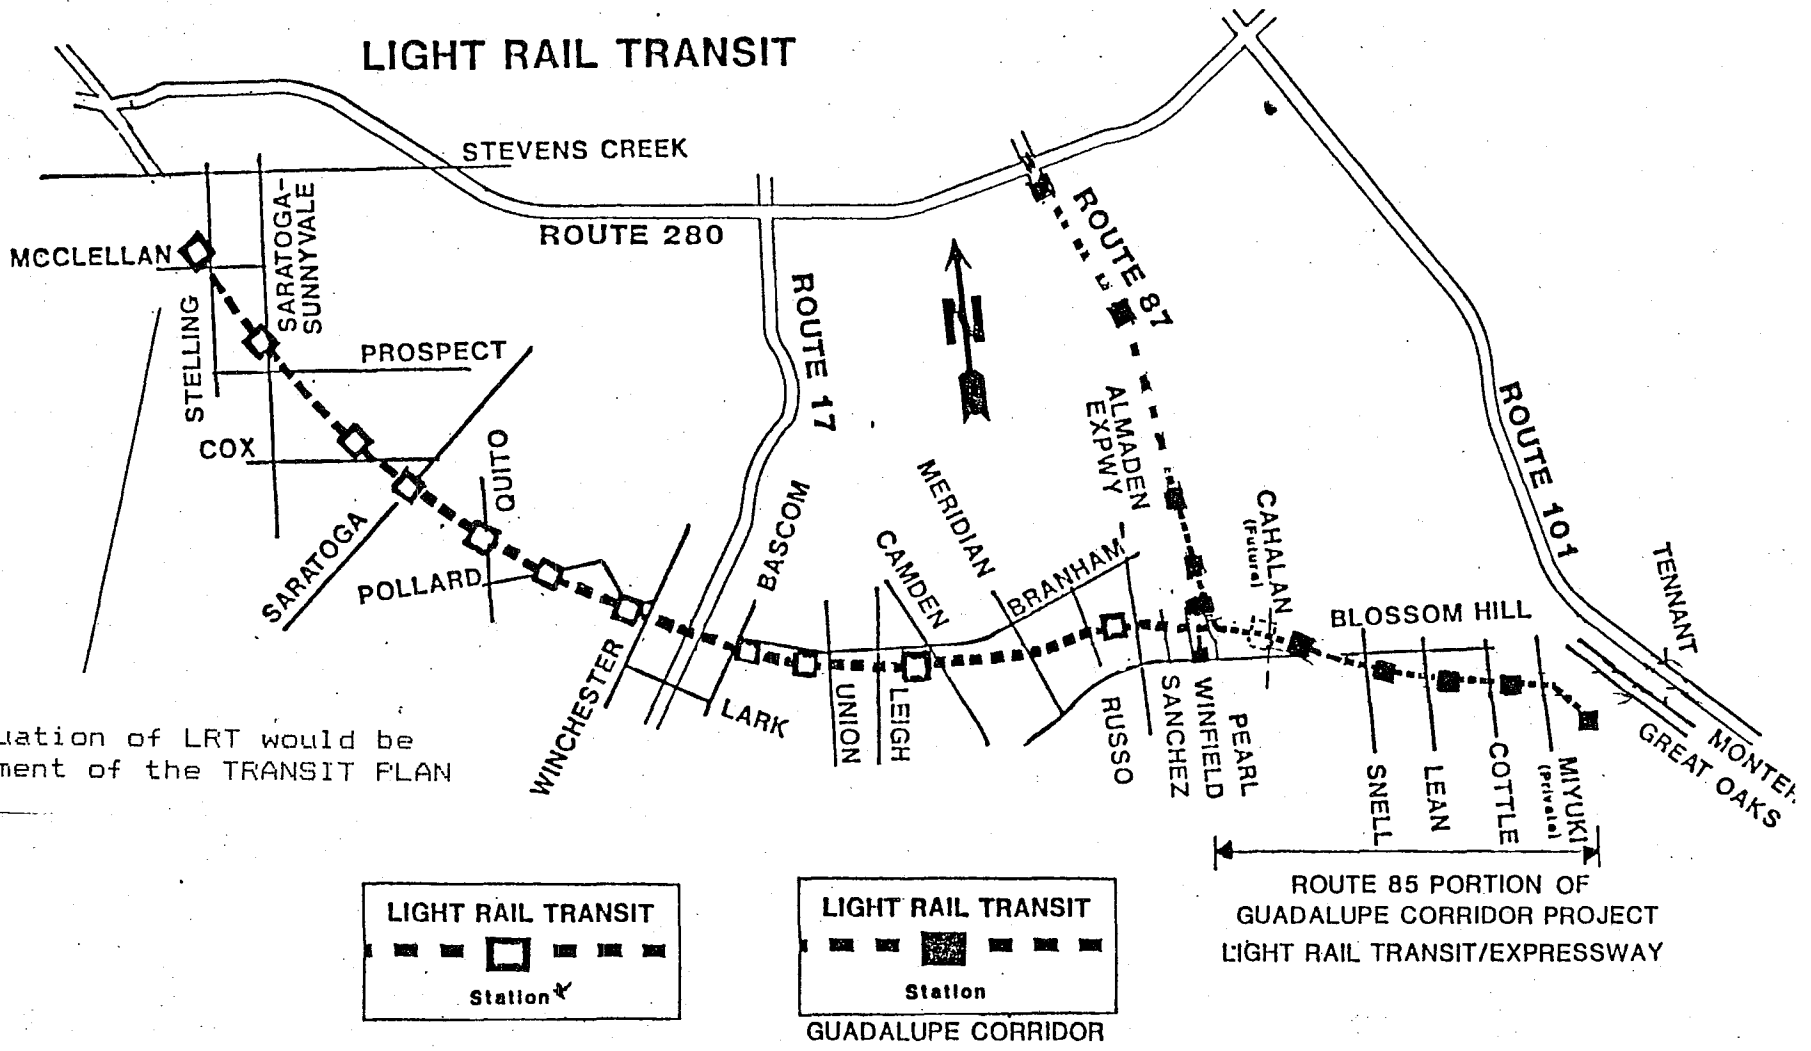 LIGHT RAIL TRANSIT
STEVENS CREEK
SARATOGA-
SUNNYVALE
MCCLELLAN
ROUTE 280
ROUTE 87
STELLING
ROUTE 17
PROSPECT
N
ALMADEN
EXPWY
ROUTE 101
COX
QUITO
SARATOGA
POLLARD
BASCOM
MERIDIAN
CAMDEN
BRANHAM
CAHALAN
(Future)
BLOSSOM HILL
TENNANT
WINCHESTER
LARK
UNION
LEIGH
RUSSO
SANCHEZ
WINFIELD
PEARL
SNELL
LEAN
COTTLE
MIYUKI
(Private)
GREAT OAKS
MONTER
uation of LRT would be
ment of the TRANSIT PLAN
ROUTE 85 PORTION OF
GUADALUPE CORRIDOR PROJECT
LIGHT RAIL TRANSIT/EXPRESSWAY
LIGHT RAIL TRANSIT
Station*
LIGHT RAIL TRANSIT
Station
GUADALUPE CORRIDOR